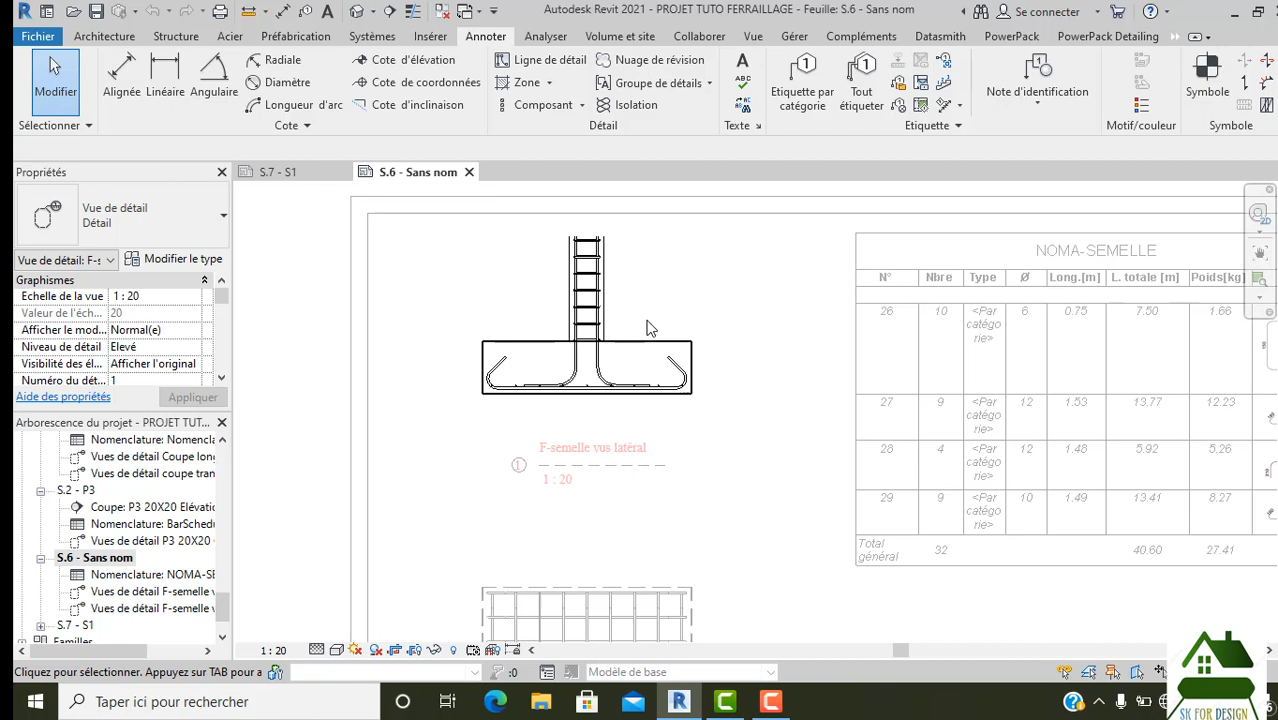 Autodesk Revit 2021 - PROJET TUTO FERRAILLAGE - Feuille: S.6 - Sans nom
Se connecter
Fichier Architecture Structure Acier Préfabrication Systèmes Insérer Annoter Analyser Volume et site Collaborer Vue Gérer Compléments Datasmith PowerPack PowerPack Detailing
Radiale Cote d'élévation Ligne de détail Nuage de révision
Modifier Alignée Linéaire Angulaire Diamètre Cote de coordonnées Zone Groupe de détails Etiquette par catégorie Tout étiqueter Note d'identification Symbole
Longueur d'arc Cote d'inclinaison Composant Isolation
Sélectionner Cote Détail Texte Etiquette Motif/couleur Symbole
Propriétés
S.7 - S1
S.6 - Sans nom
Vue de détail
Détail
Vue de détail: F-s
Modifier le type
Graphismes
Echelle de la vue 1 : 20
Valeur de l'éche... 20
Afficher le mod... Normal(e)
Niveau de détail Elevé
Visibilité des él... Afficher l'original
Numéro du dét... 1
Aide des propriétés
Appliquer
Arborescence du projet - PROJET TUT...
Nomenclature: Nomencla
Vues de détail Coupe lon
Vues de détail coupe tran
S.2 - P3
Coupe: P3 20X20 Elévatio
Nomenclature: BarSchedu
Vues de détail P3 20X20
S.6 - Sans nom
Nomenclature: NOMA-SE
Vues de détail F-semelle v
Vues de détail F-semelle v
S.7 - S1
Familles
F-semelle vus latéral
1
1 : 20
NOMA-SEMELLE
N° Nbre Type Ø Long.[m] L. totale [m] Poids[kg]
26 10 <Par catégorie> 6 0.75 7.50 1.66
27 9 <Par catégorie> 12 1.53 13.77 12.23
28 4 <Par catégorie> 12 1.48 5.92 5.26
29 9 <Par catégorie> 10 1.49 13.41 8.27
Total général 32 40.60 27.41
1 : 20
Cliquez pour sélectionner. Appuyez sur TAB pour a
:0
Modèle de base
Taper ici pour rechercher
SK FOR DESIGN